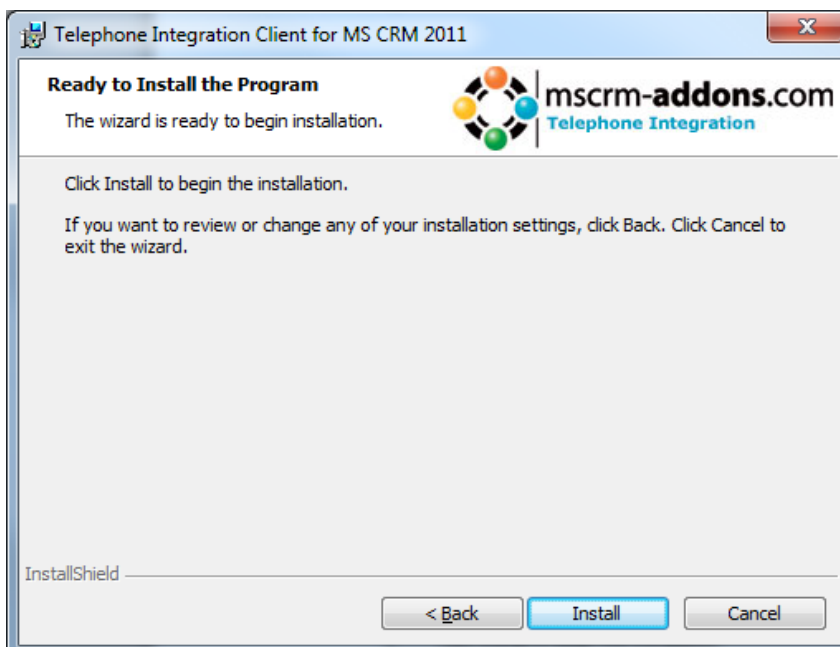 Telephone Integration Client for MS CRM 2011
Ready to Install the Program
The wizard is ready to begin installation.
mscrm-addons.com
Telephone Integration
Click Install to begin the installation.
If you want to review or change any of your installation settings, click Back. Click Cancel to
exit the wizard.
InstallShield
< Back
Install
Cancel